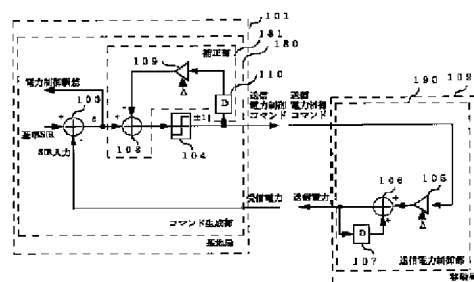 101
181
180
109
補正部
110
電力制御誤差
103
D
送信
電力制御
コマンド
送信
電力制御
コマンド
190
102
基準SIR
e
±1
108
104
SIR入力
106
105
受信電力
送信電力
コマンド生成部
D
107
送信電力制御部
基地局
移動局